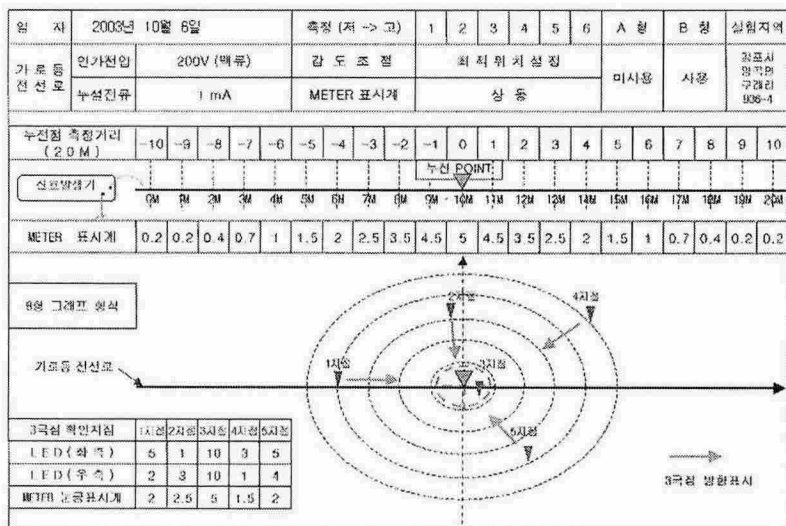 일 자 2003년 10월 6일 측정 (저 -> 고) 1 2 3 4 5 6 A 형 B 형 실험지역
가로등 전선로 인가전압 200V (맥류) 감도조절 최적위치설정 미사용 사용
누설전류 1 mA METER 표시계 상동
936-4
누전점 측정거리 (20M) -10 -9 -8 -7 -6 -5 -4 -3 -2 -1 0 1 2 3 4 5 6 7 8 9 10
누전 POINT
신호발생기
0M 1M 2M 3M 4M 5M 6M 7M 8M 9M 10M 11M 12M 13M 14M 15M 16M 17M 18M 19M 20M
METER 표시계 0.2 0.2 0.4 0.7 1 1.5 2 2.5 3.5 4.5 5 4.5 3.5 2.5 2 1.5 1 0.7 0.4 0.2 0.2
B형 그래프 형식
2지점
4지점
1지점
3지점
가로등 전선로
5지점
3극점 확인지점 1지점 2지점 3지점 4지점 5지점
LED(좌측) 5 1 10 3 5
LED(우측) 2 3 10 1 4
METER 눈금표시계 2 2.5 5 1.5 2
3극점 방향표시